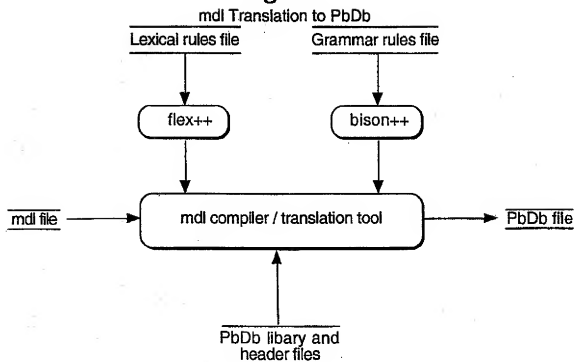 mdl Translation to PbDb
Lexical rules file
Grammar rules file
flex++
bison++
mdl file
mdl compiler / translation tool
PbDb file
PbDb libary and
header files